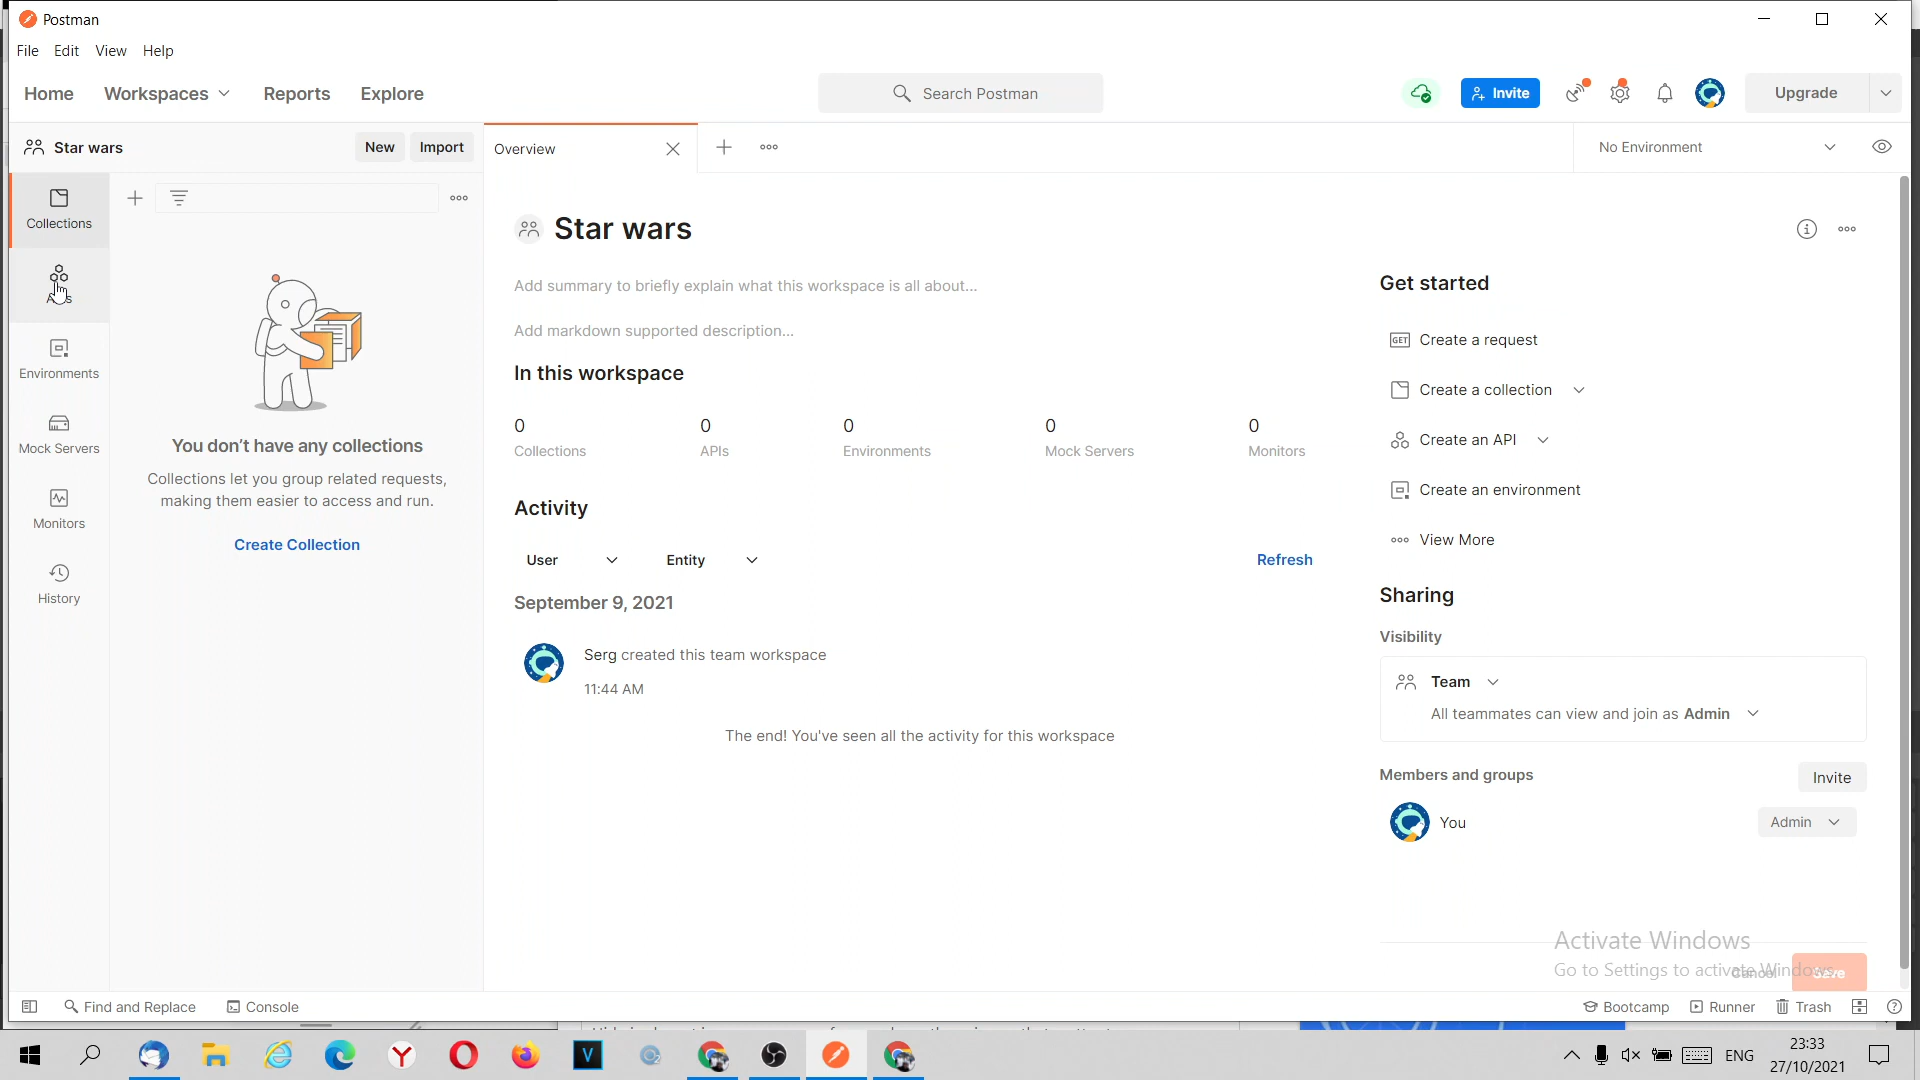 Postman
File Edit View Help
Home Workspaces Reports Explore
Search Postman
Invite
Upgrade
Star wars
New Import
Overview
No Environment
Collections
Environments
Mock Servers
Monitors
History
You don't have any collections
Collections let you group related requests,
making them easier to access and run.
Create Collection
Star wars
Add summary to briefly explain what this workspace is all about...
Add markdown supported description...
In this workspace
0 0 0 0 0
Collections APIs Environments Mock Servers Monitors
Activity
User Entity Refresh
September 9, 2021
Serg created this team workspace
11:44 AM
The end! You've seen all the activity for this workspace
Get started
GET Create a request
Create a collection
Create an API
Create an environment
View More
Sharing
Visibility
Team
All teammates can view and join as Admin
Members and groups Invite
You Admin
Activate Windows
Go to Settings to activate Windows.
Cancel Save
Find and Replace Console
Bootcamp Runner Trash
ENG
23:33
27/10/2021